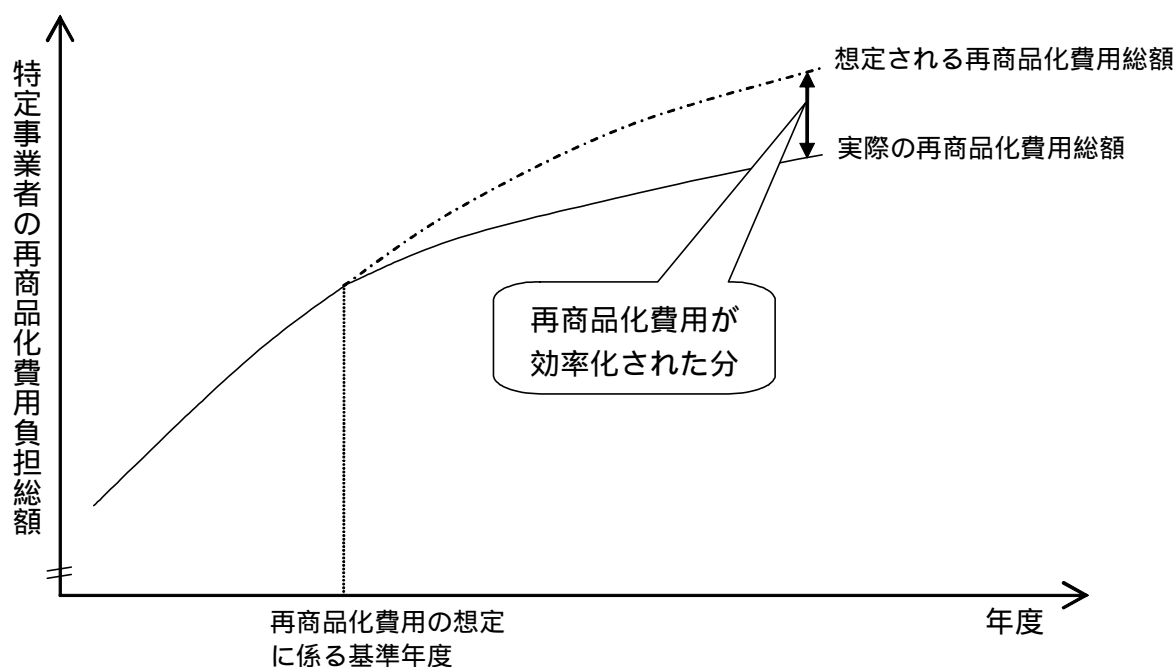 想定される再商品化費用総額
実際の再商品化費用総額
特定事業者の再商品化費用負担総額
再商品化費用が
効率化された分
再商品化費用の想定
に係る基準年度
年度